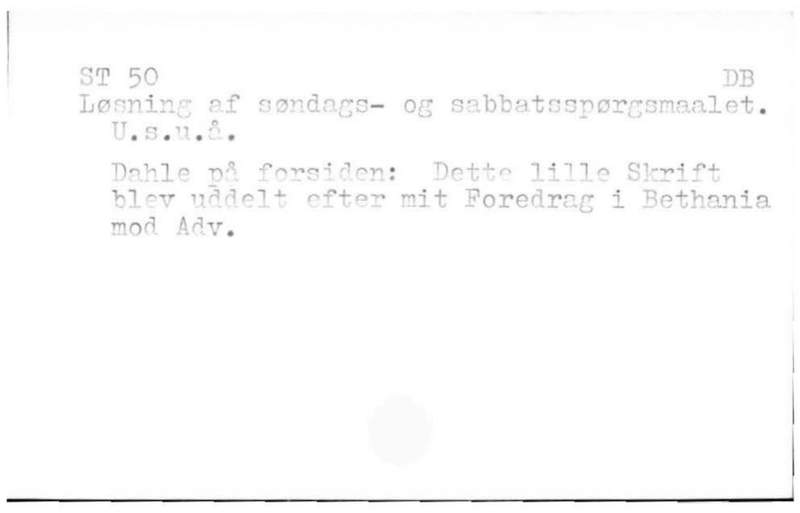 ST 50 DB
Løsning af søndags- og sabbatsspørgsmaalet.
U.s.u.å.
Dahle på forsiden: Dette lille Skrift
blev uddelt efter mit Foredrag i Bethania
mod Adv.